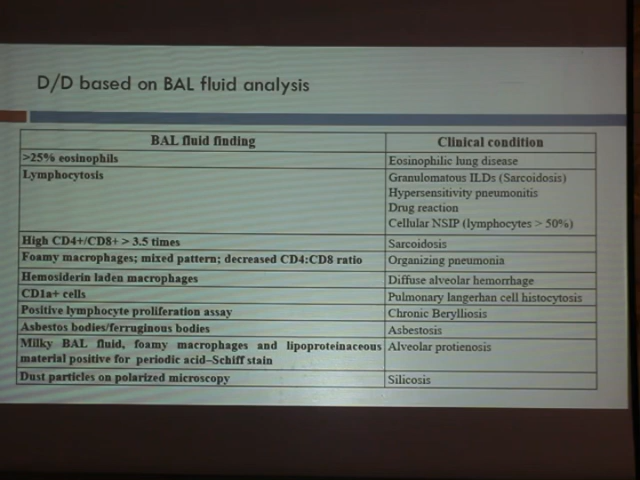 D/D based on BAL fluid analysis
BAL fluid finding Clinical condition
>25% eosinophils Eosinophilic lung disease
Lymphocytosis Granulomatous ILDs (Sarcoidosis)
Hypersensitivity pneumonitis
Drug reaction
Cellular NSIP (lymphocytes > 50%)
High CD4+/CD8+ > 3.5 times Sarcoidosis
Foamy macrophages; mixed pattern; decreased CD4:CD8 ratio Organizing pneumonia
Hemosiderin laden macrophages Diffuse alveolar hemorrhage
CD1a+ cells Pulmonary langerhan cell histocytosis
Positive lymphocyte proliferation assay Chronic Berylliosis
Asbestos bodies/ferruginous bodies Asbestosis
Milky BAL fluid, foamy macrophages and lipoproteinaceous Alveolar protienosis
material positive for periodic acid–Schiff stain
Dust particles on polarized microscopy Silicosis